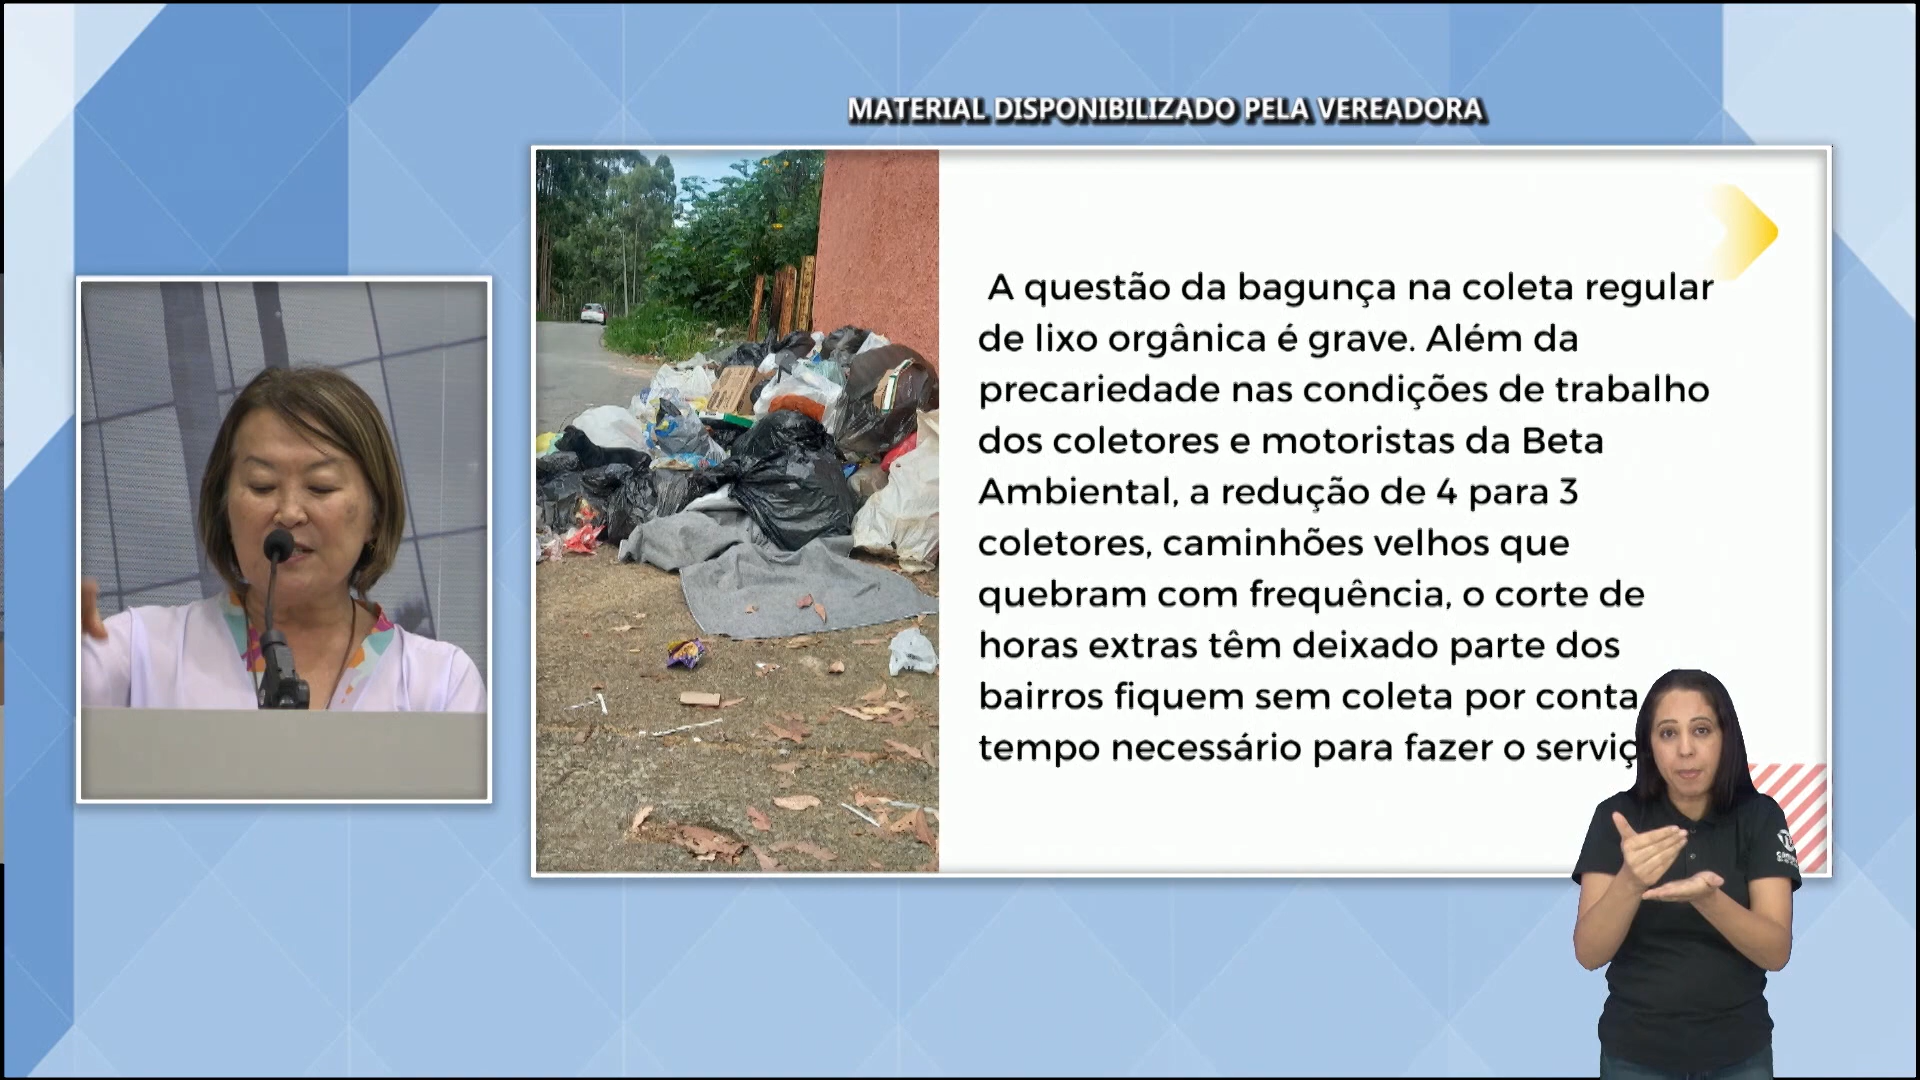 MATERIAL DISPONIBILIZADO PELA VEREADORA
A questão da bagunça na coleta regular
de lixo orgânica é grave. Além da
precariedade nas condições de trabalho
dos coletores e motoristas da Beta
Ambiental, a redução de 4 para 3
coletores, caminhões velhos que
quebram com frequência, o corte de
horas extras têm deixado parte dos
bairros fiquem sem coleta por conta
tempo necessário para fazer o serviç